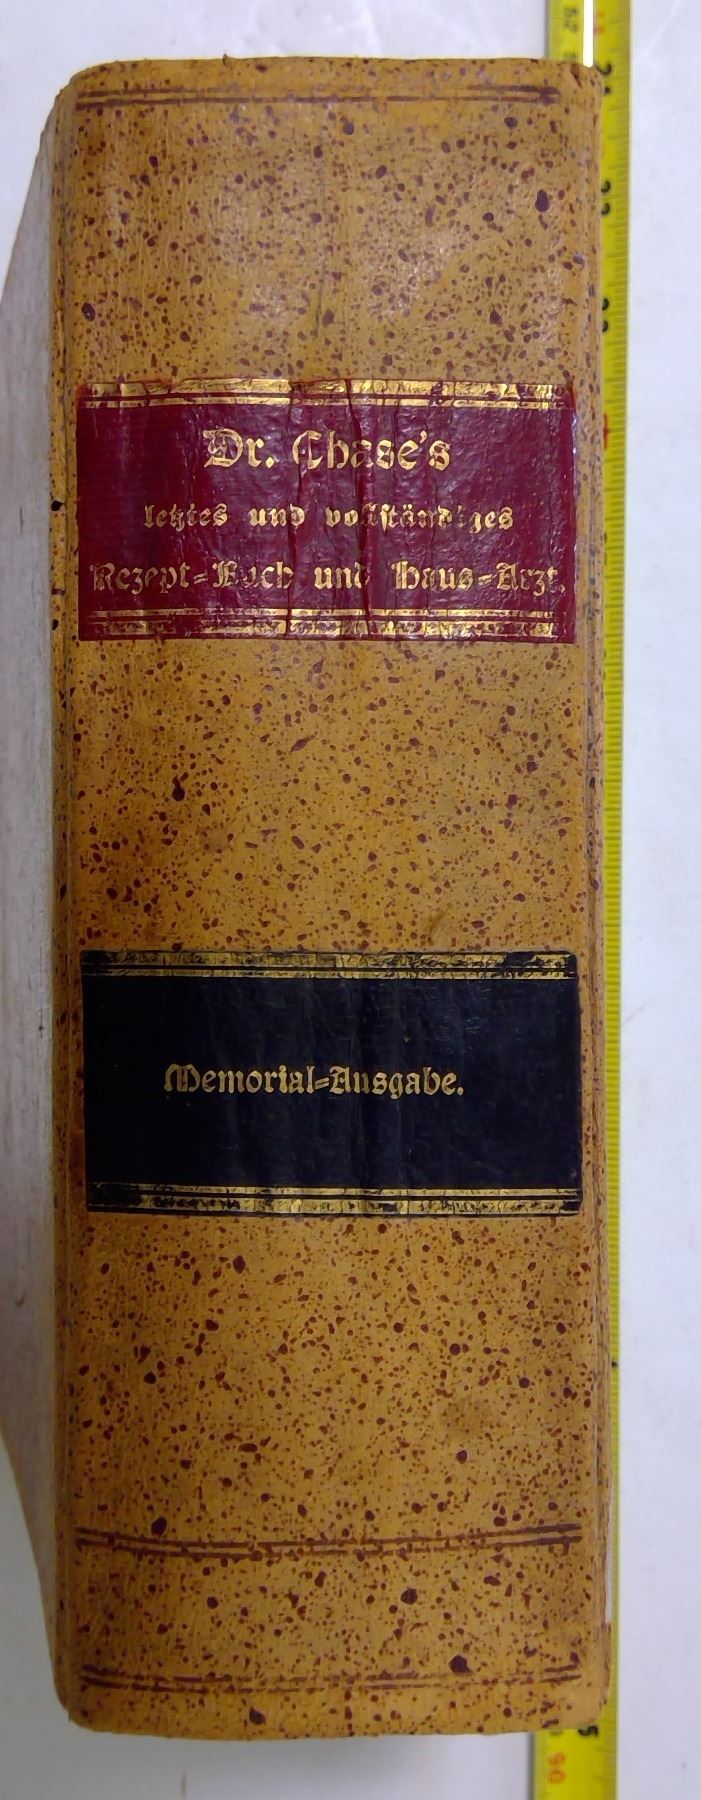 Dr. Chase's
letztes und vollständiges
Rezept=Buch und Haus=Arzt.
Memorial=Ausgabe.